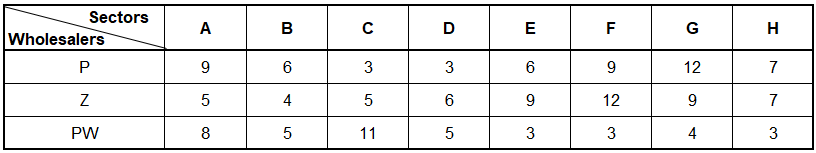 Sectors
Wholesalers
A B C D E F G H
P 9 6 3 3 6 9 12 7
Z 5 4 5 6 9 12 9 7
PW 8 5 11 5 3 3 4 3